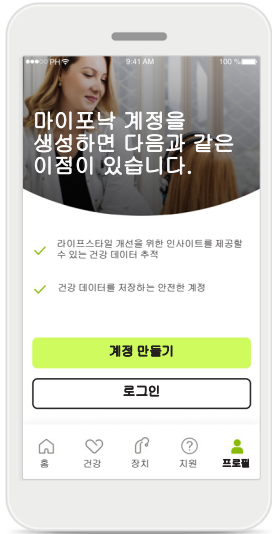 PH
9:41 AM
100 %
마이포낙 계정을
생성하면 다음과 같은
이점이 있습니다.
라이프스타일 개선을 위한 인사이트를 제공할
수 있는 건강 데이터 추적
건강 데이터를 저장하는 안전한 계정
계정 만들기
로그인
홈
건강
장치
지원
프로필